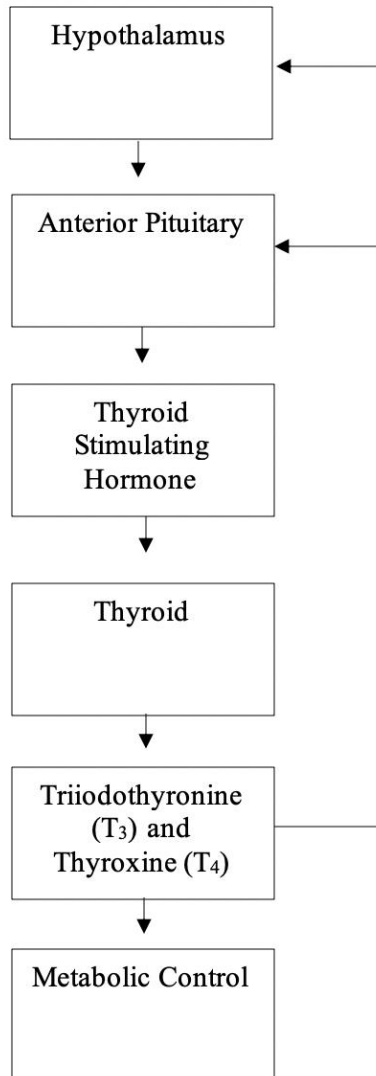 Hypothalamus
Anterior Pituitary
Thyroid
Stimulating
Hormone
Thyroid
Triiodothyronine
(T₃) and
Thyroxine (T₄)
Metabolic Control